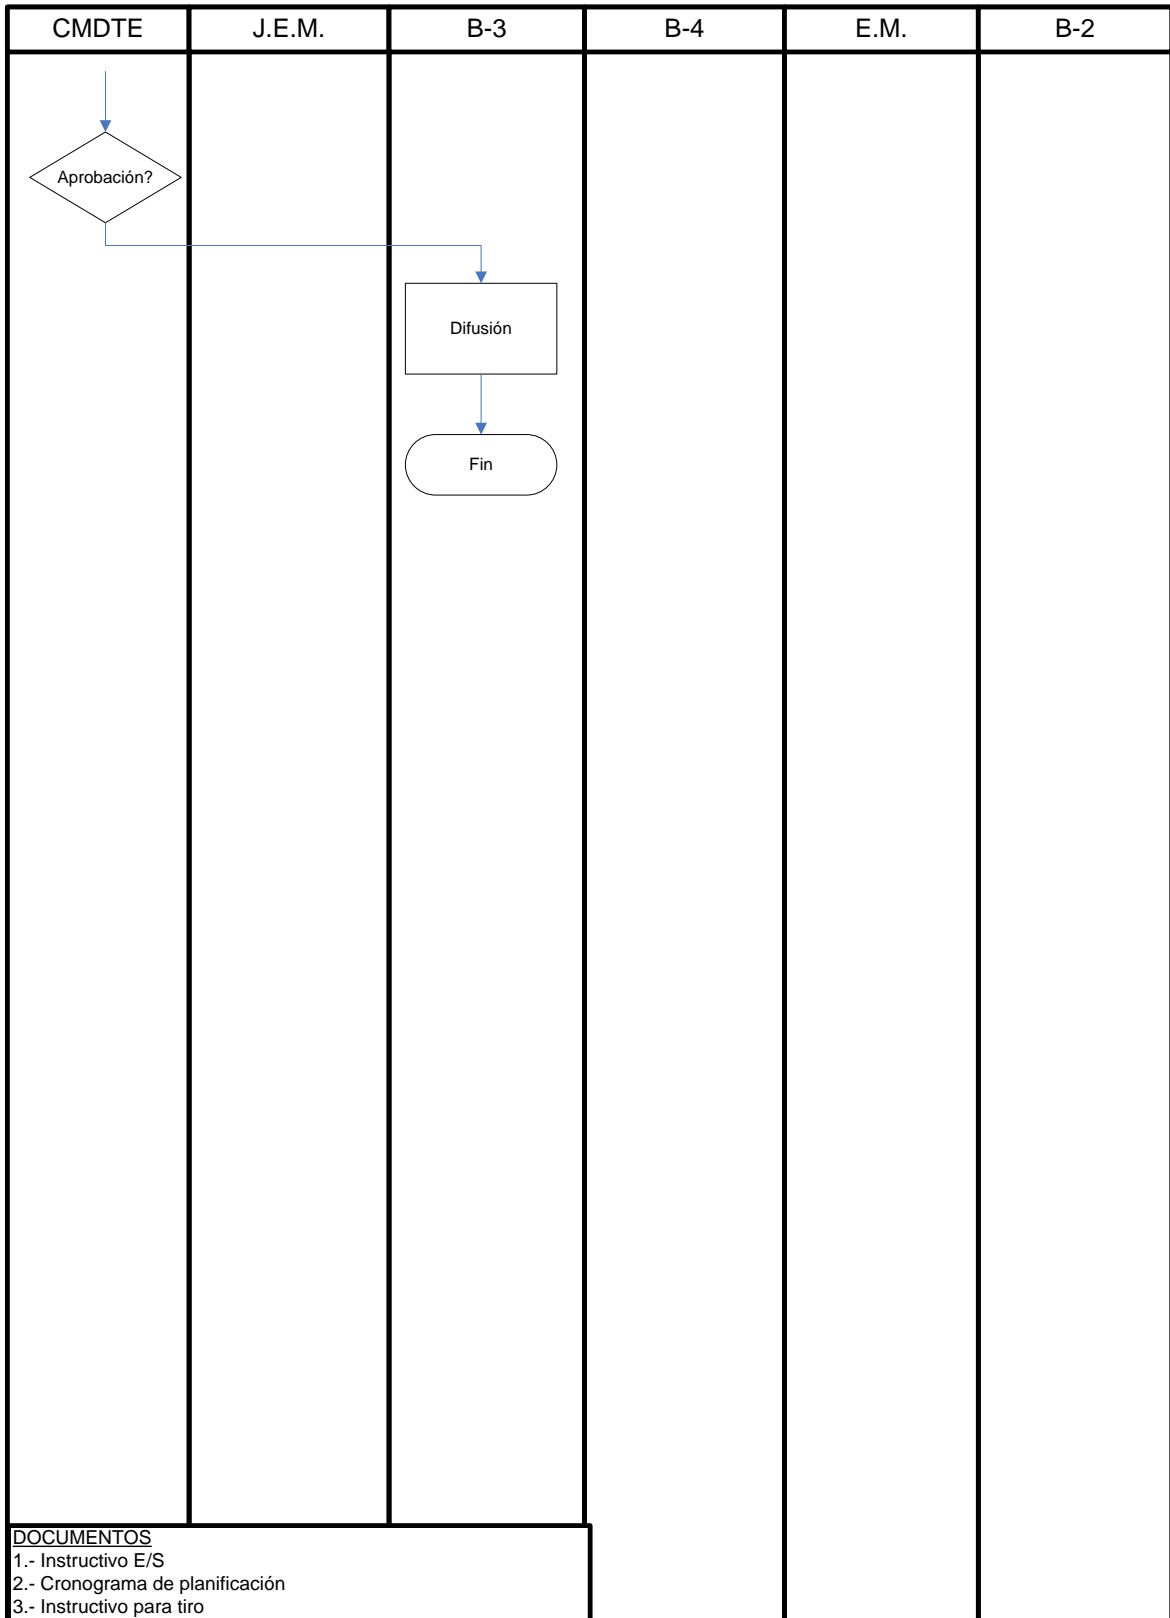 CMDTE J.E.M. B-3 B-4 E.M. B-2
Aprobación?
Difusión
Fin
DOCUMENTOS
1.- Instructivo E/S
2.- Cronograma de planificación
3.- Instructivo para tiro